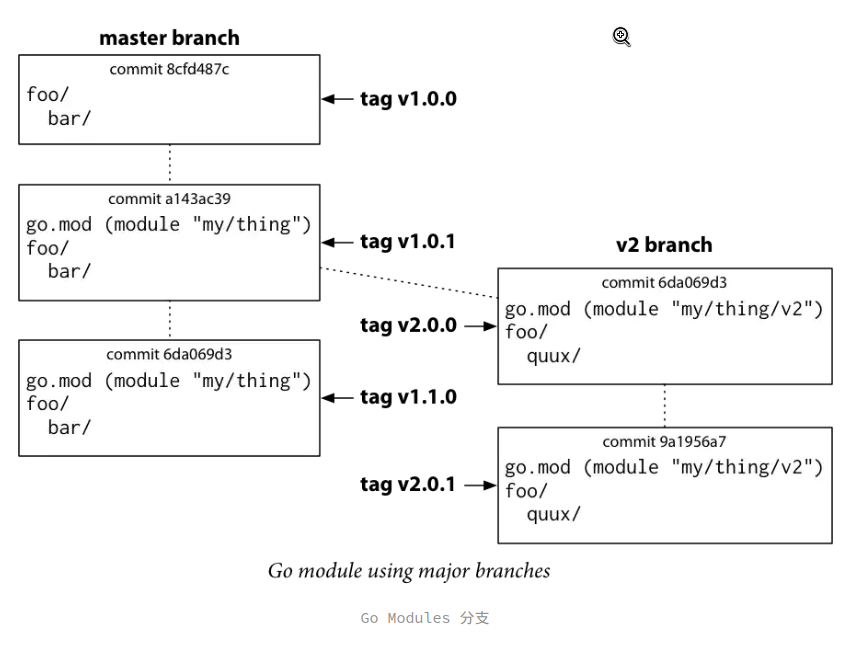 master branch
commit 8cfd487c
foo/
bar/
tag v1.0.0
commit a143ac39
go.mod (module "my/thing")
foo/
bar/
tag v1.0.1
commit 6da069d3
go.mod (module "my/thing")
foo/
bar/
tag v1.1.0
v2 branch
commit 6da069d3
go.mod (module "my/thing/v2")
foo/
quux/
tag v2.0.0
commit 9a1956a7
go.mod (module "my/thing/v2")
foo/
quux/
tag v2.0.1
Go module using major branches
Go Modules 分支